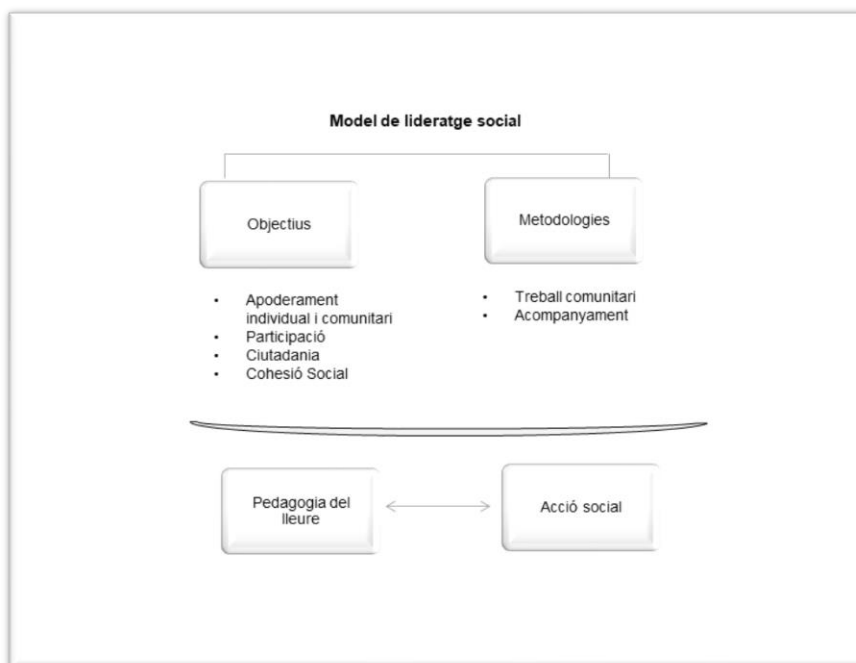 Model de lideratge social
Objectius
Metodologies
• Apoderament
individual i comunitari
• Participació
• Ciutadania
• Cohesió Social
• Treball comunitari
• Acompanyament
Pedagogia del
lleure
Acció social